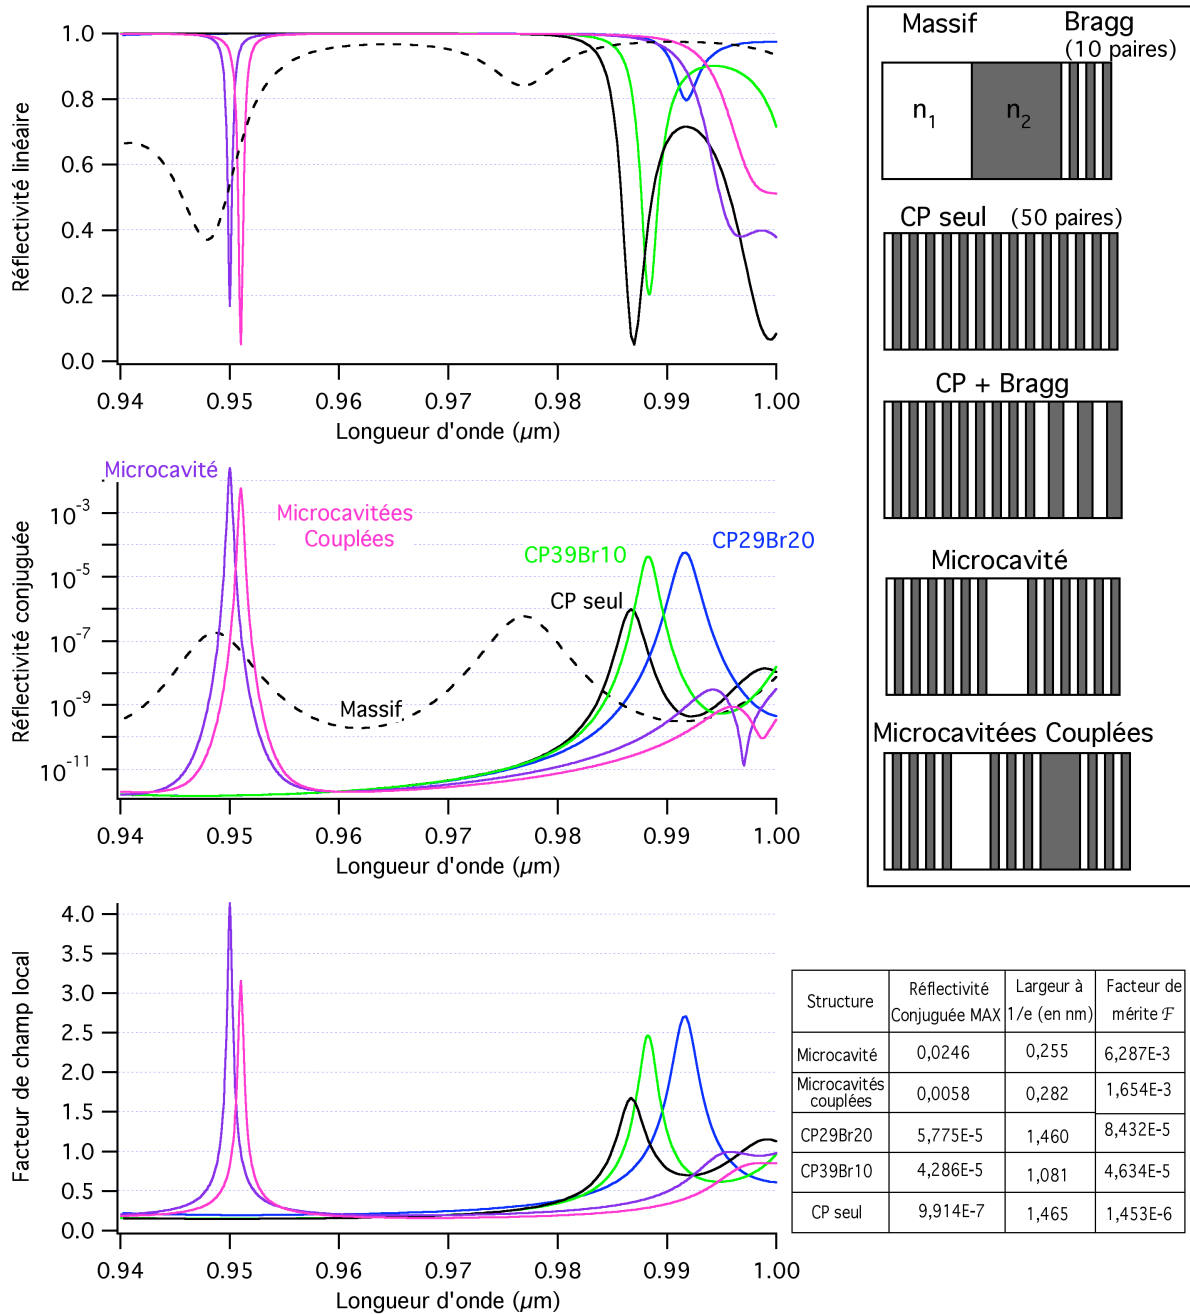 1.0
0.8
0.6
0.4
0.2
0.0
Réflectivité linéaire
0.94 0.95 0.96 0.97 0.98 0.99 1.00
Longueur d'onde (µm)
Microcavité
Microcavitées
Couplées
CP39Br10
CP29Br20
CP seul
Massif
10-3
10-5
10-7
10-9
10-11
Réflectivité conjuguée
0.94 0.95 0.96 0.97 0.98 0.99 1.00
Longueur d'onde (µm)
4.0
3.5
3.0
2.5
2.0
1.5
1.0
0.5
0.0
Facteur de champ local
0.94 0.95 0.96 0.97 0.98 0.99 1.00
Longueur d'onde (µm)
Massif Bragg
(10 paires)
n1 n2
CP seul (50 paires)
CP + Bragg
Microcavité
Microcavitées Couplées
Structure
Réflectivité
Conjuguée MAX
Largeur à
1/e (en nm)
Facteur de
mérite F
Microcavité 0,0246 0,255 6,287E-3
Microcavités
couplées
0,0058 0,282 1,654E-3
CP29Br20 5,775E-5 1,460 8,432E-5
CP39Br10 4,286E-5 1,081 4,634E-5
CP seul 9,914E-7 1,465 1,453E-6